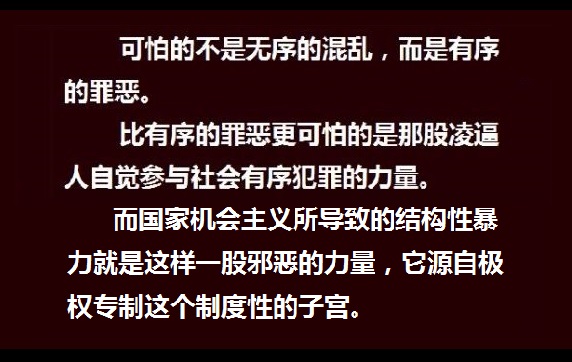 可怕的不是无序的混乱，而是有序
的罪恶。
比有序的罪恶更可怕的是那股凌逼
人自觉参与社会有序犯罪的力量。
而国家机会主义所导致的结构性暴
力就是这样一股邪恶的力量，它源自极
权专制这个制度性的子宫。